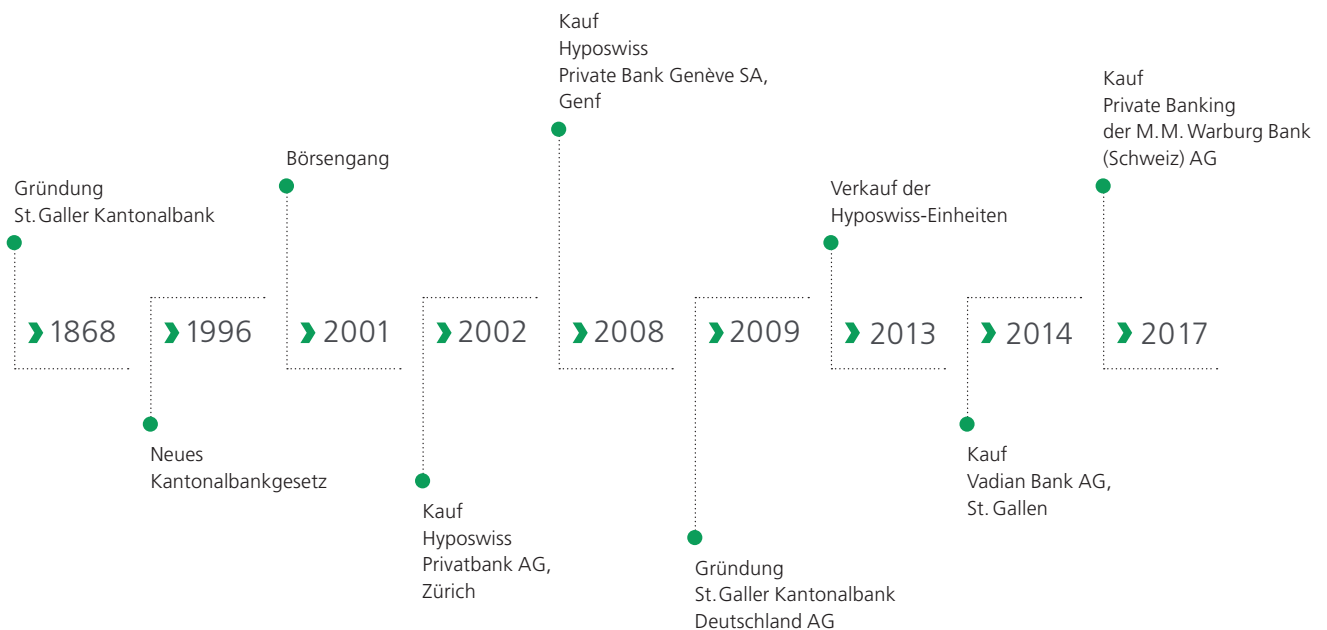 Gründung
St. Galler Kantonalbank
1868
1996
Neues
Kantonalbankgesetz
Börsengang
2001
2002
Kauf
Hyposwiss
Privatbank AG,
Zürich
Kauf
Hyposwiss
Private Bank Genève SA,
Genf
2008
2009
Gründung
St. Galler Kantonalbank
Deutschland AG
Verkauf der
Hyposwiss-Einheiten
2013
2014
Kauf
Vadian Bank AG,
St. Gallen
Kauf
Private Banking
der M. M. Warburg Bank
(Schweiz) AG
2017